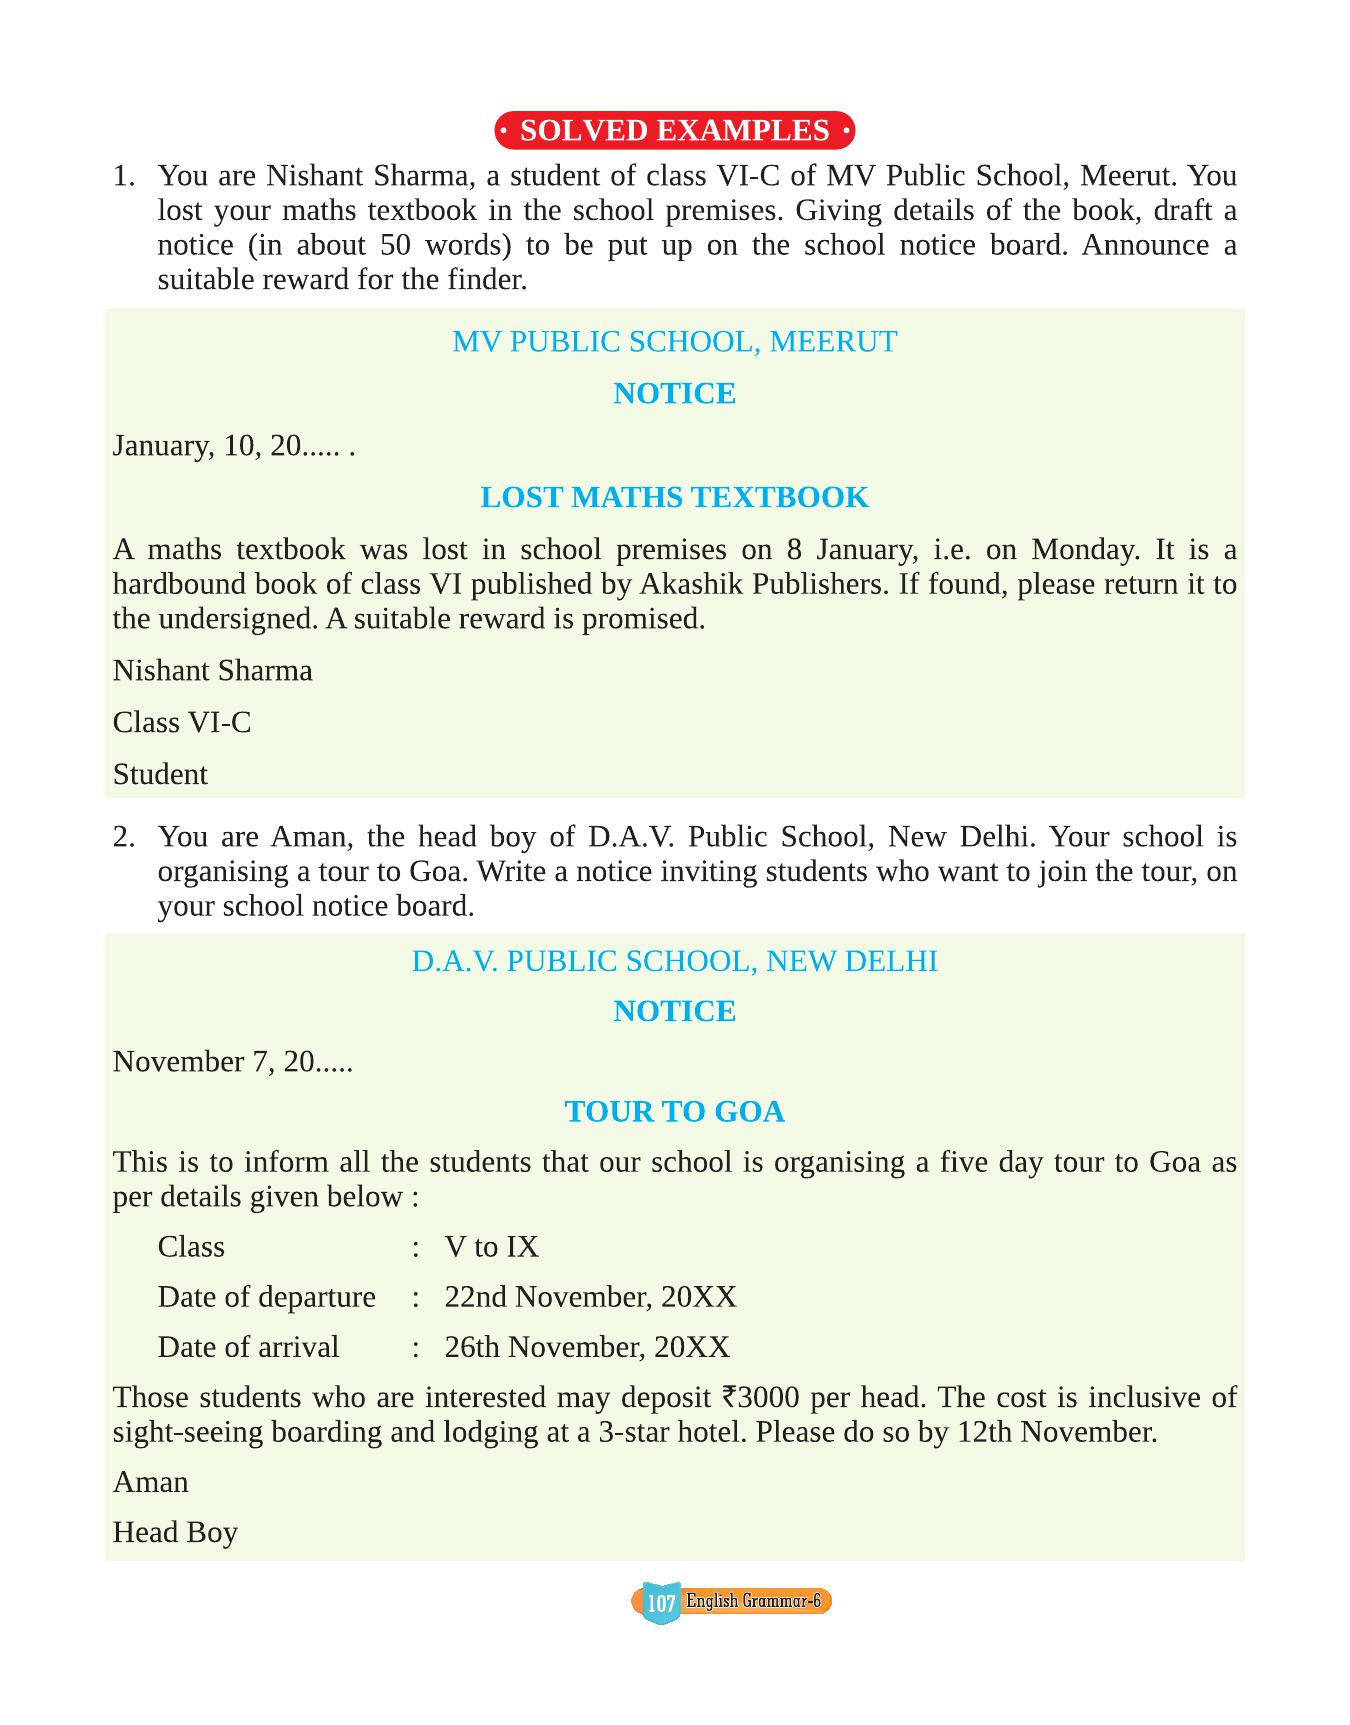 • SOLVED EXAMPLES •
1. You are Nishant Sharma, a student of class VI-C of MV Public School, Meerut. You
lost your maths textbook in the school premises. Giving details of the book, draft a
notice (in about 50 words) to be put up on the school notice board. Announce a
suitable reward for the finder.
MV PUBLIC SCHOOL, MEERUT
NOTICE
January, 10, 20..... .
LOST MATHS TEXTBOOK
A maths textbook was lost in school premises on 8 January, i.e. on Monday. It is a
hardbound book of class VI published by Akashik Publishers. If found, please return it to
the undersigned. A suitable reward is promised.
Nishant Sharma
Class VI-C
Student
2. You are Aman, the head boy of D.A.V. Public School, New Delhi. Your school is
organising a tour to Goa. Write a notice inviting students who want to join the tour, on
your school notice board.
D.A.V. PUBLIC SCHOOL, NEW DELHI
NOTICE
November 7, 20.....
TOUR TO GOA
This is to inform all the students that our school is organising a five day tour to Goa as
per details given below :
Class : V to IX
Date of departure : 22nd November, 20XX
Date of arrival : 26th November, 20XX
Those students who are interested may deposit ₹3000 per head. The cost is inclusive of
sight-seeing boarding and lodging at a 3-star hotel. Please do so by 12th November.
Aman
Head Boy
107 English Grammar-6